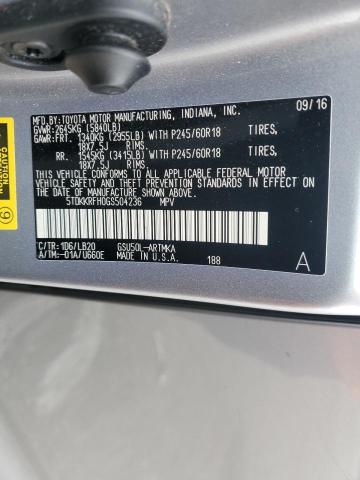 MFD.BY:TOYOTA MOTOR MANUFACTURING, INDIANA, INC. 09/16
GVWR:2645KG (5840LB)
GAWR: FRT. 1340KG (2955LB) WITH P245/60R18 TIRES,
18X7.5J RIMS.
RR. 1545KG (3415LB) WITH P245/60R18 TIRES,
18X7.5J RIMS.
THIS VEHICLE CONFORMS TO ALL APPLICABLE FEDERAL MOTOR
VEHICLE SAFETY STANDARDS IN EFFECT ON THE DATE OF
MANUFACTURE SHOWN ABOVE.
5TDKKRFH0GS504236 MPV
C/TR:1D6/LB20 GSU50L-ARTMKA
A/TM:-01A/U660E MADE IN U.S.A. 188 A